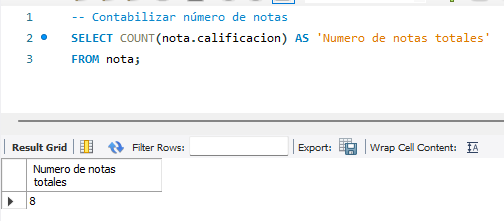 1 -- Contabilizar número de notas
2 SELECT COUNT(nota.calificacion) AS 'Numero de notas totales'
3 FROM nota;
Result Grid Filter Rows: Export: Wrap Cell Content:
Numero de notas
totales
8